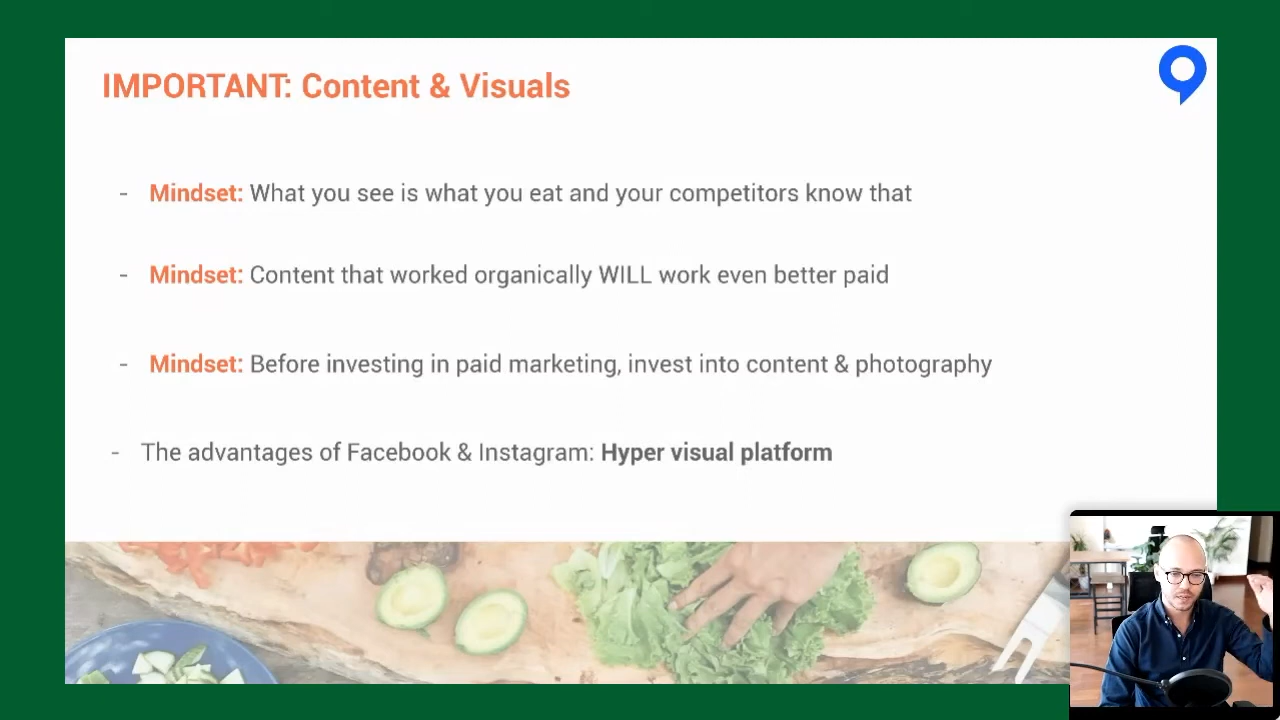 IMPORTANT: Content & Visuals
- Mindset: What you see is what you eat and your competitors know that
- Mindset: Content that worked organically WILL work even better paid
- Mindset: Before investing in paid marketing, invest into content & photography
- The advantages of Facebook & Instagram: Hyper visual platform